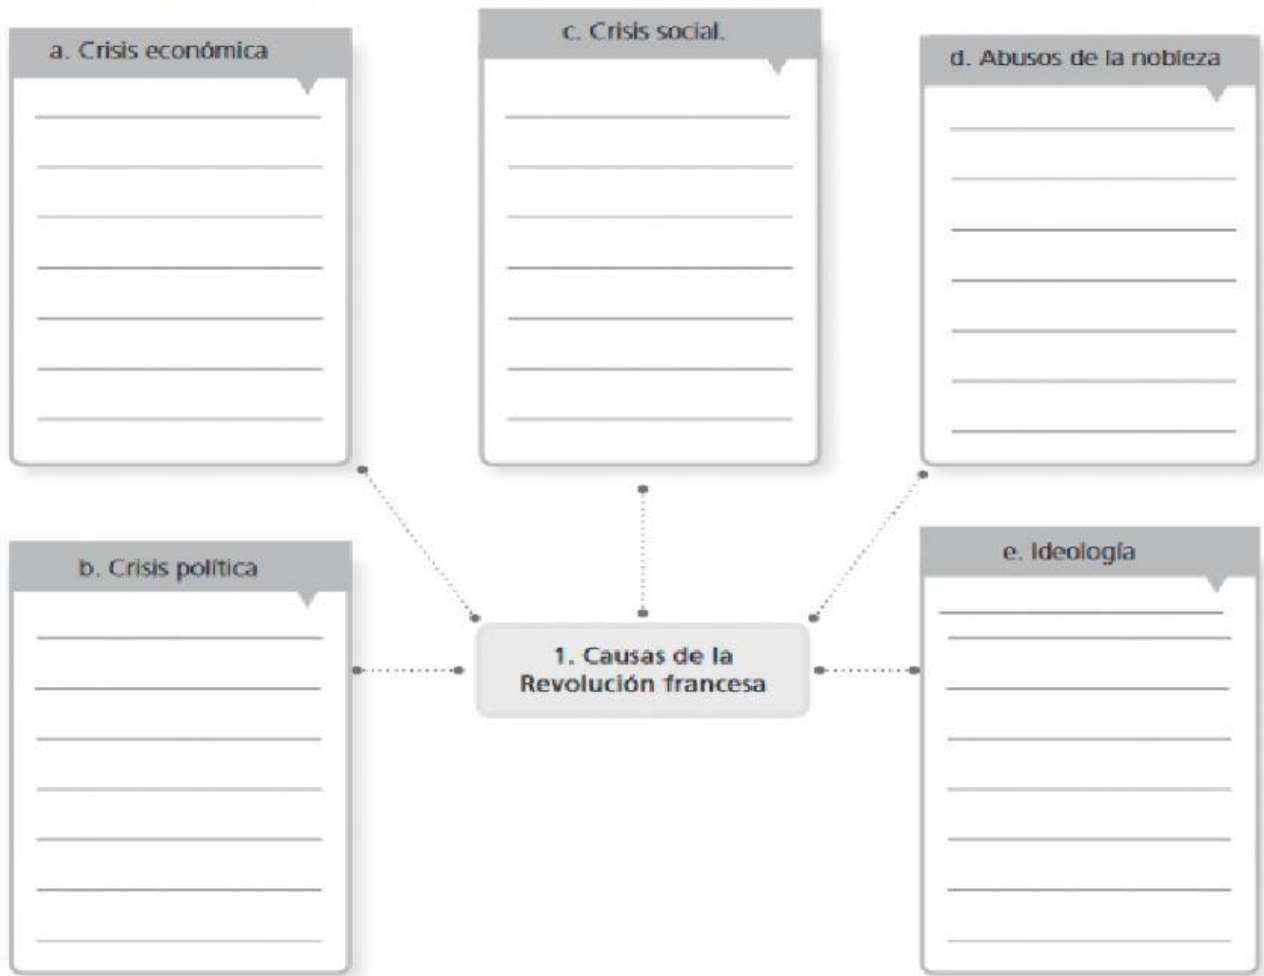 a. Crisis económica
c. Crisis social.
d. Abusos de la nobleza
b. Crisis política
1. Causas de la
Revolución francesa
e. Ideología